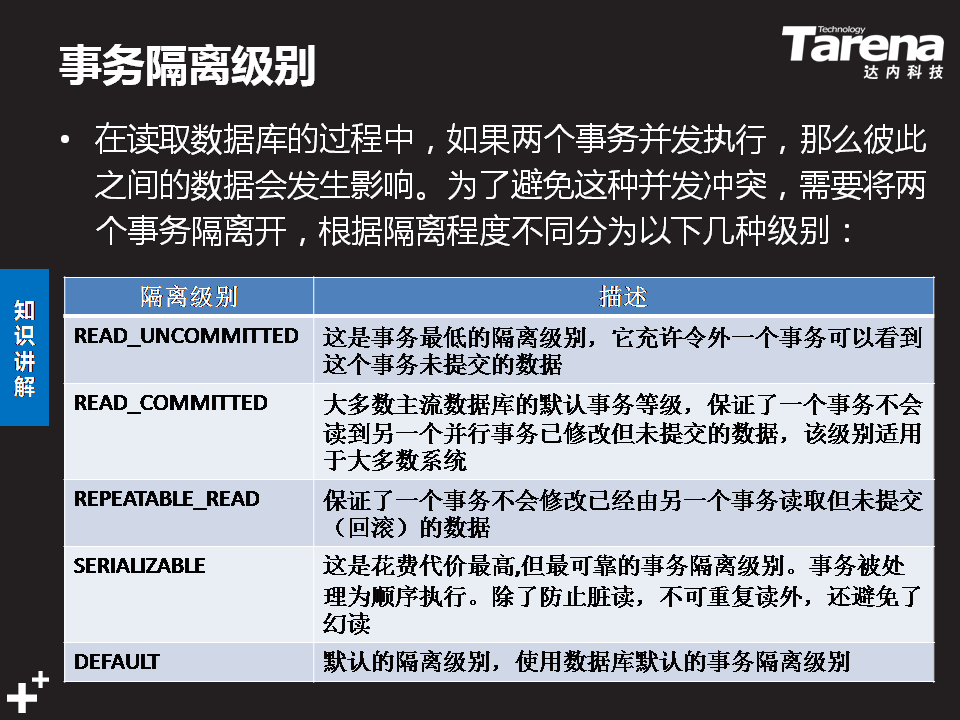 事务隔离级别
Technology
Tarena
达内科技
• 在读取数据库的过程中，如果两个事务并发执行，那么彼此
之间的数据会发生影响。为了避免这种并发冲突，需要将两
个事务隔离开，根据隔离程度不同分为以下几种级别：
知
识
讲
解
隔离级别 描述
READ_UNCOMMITTED 这是事务最低的隔离级别，它充许令外一个事务可以看到
这个事务未提交的数据
READ_COMMITTED 大多数主流数据库的默认事务等级，保证了一个事务不会
读到另一个并行事务已修改但未提交的数据，该级别适用
于大多数系统
REPEATABLE_READ 保证了一个事务不会修改已经由另一个事务读取但未提交
（回滚）的数据
SERIALIZABLE 这是花费代价最高,但最可靠的事务隔离级别。事务被处
理为顺序执行。除了防止脏读，不可重复读外，还避免了
幻读
DEFAULT 默认的隔离级别，使用数据库默认的事务隔离级别